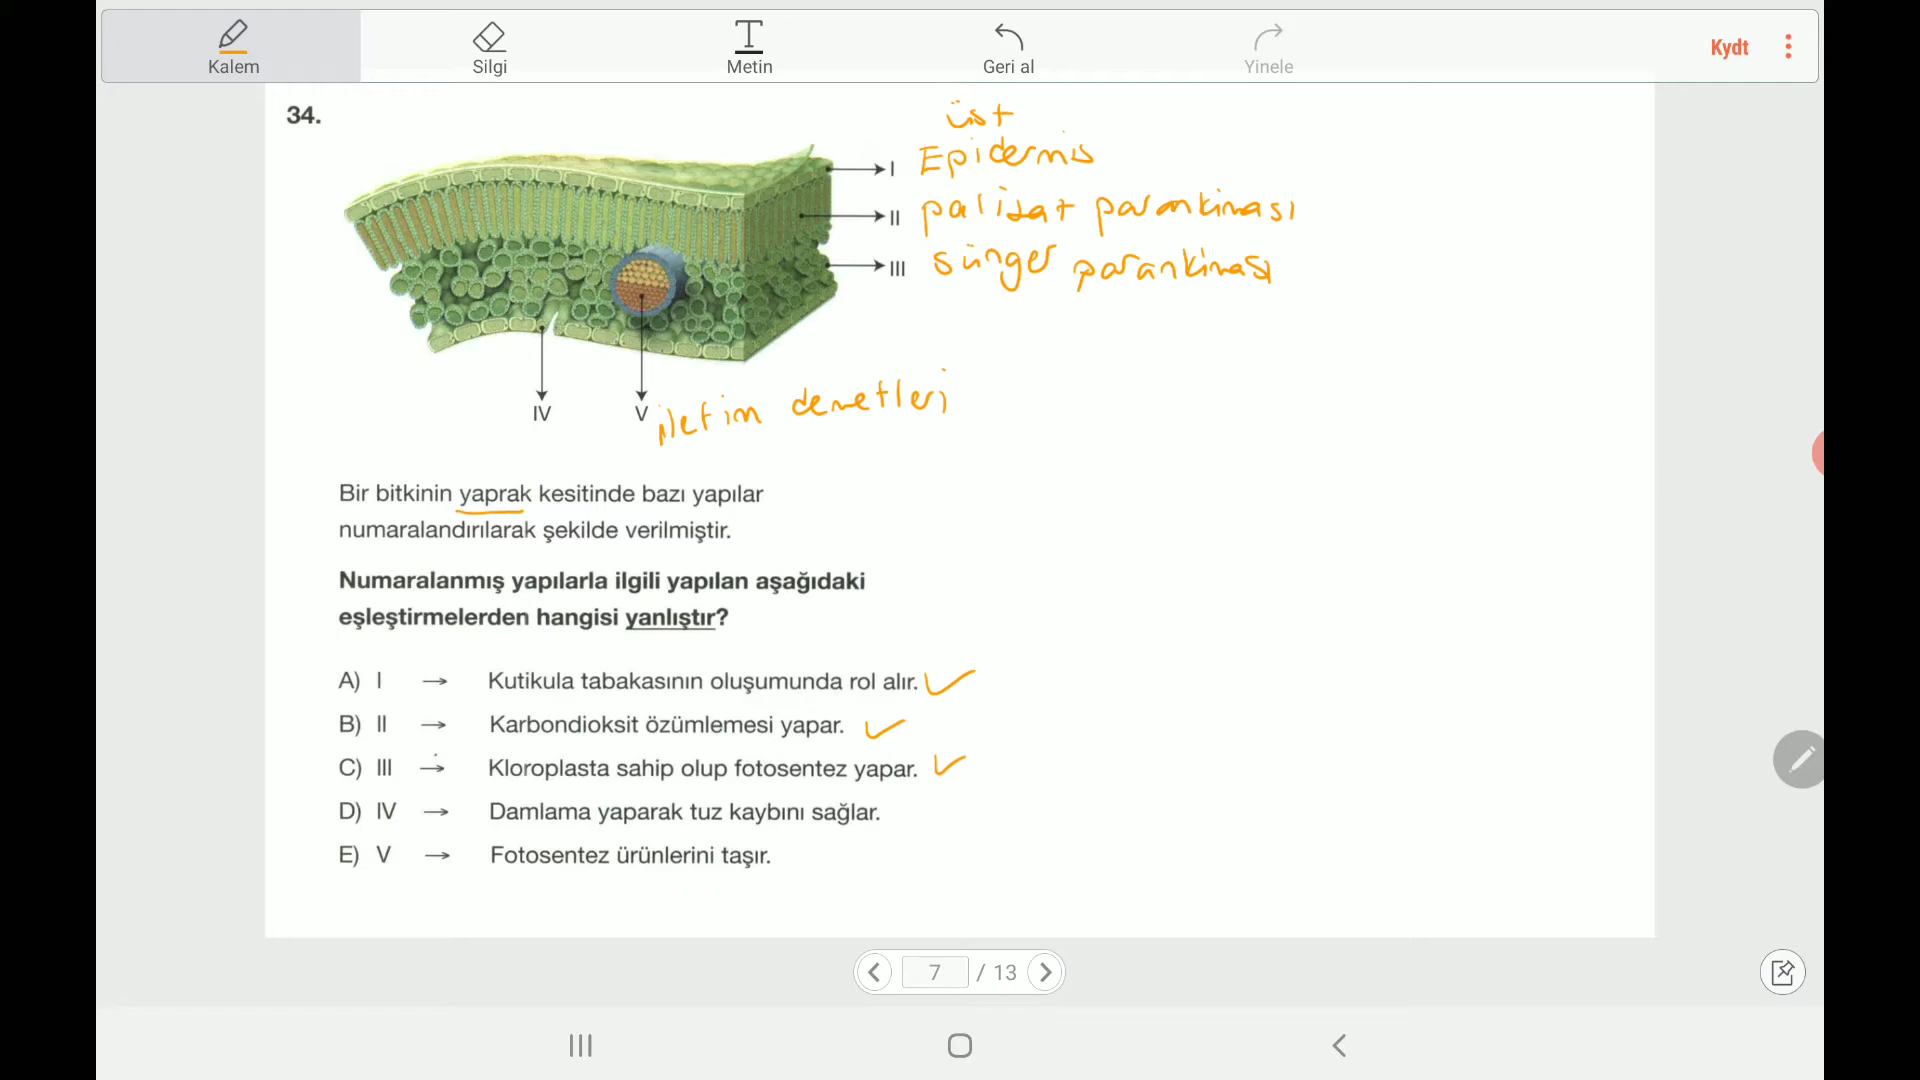 Kalem
Silgi
Metin
Geri al
Yinele
Kydt
34.
üst
I Epidermis
II palizat parankiması
III sünger parankiması
IV
V iletim demetleri
Bir bitkinin yaprak kesitinde bazı yapılar
numaralandırılarak şekilde verilmiştir.
Numaralanmış yapılarla ilgili yapılan aşağıdaki
eşleştirmelerden hangisi yanlıştır?
A) I → Kutikula tabakasının oluşumunda rol alır.
B) II → Karbondioksit özümlemesi yapar.
C) III → Kloroplasta sahip olup fotosentez yapar.
D) IV → Damlama yaparak tuz kaybını sağlar.
E) V → Fotosentez ürünlerini taşır.
7 / 13